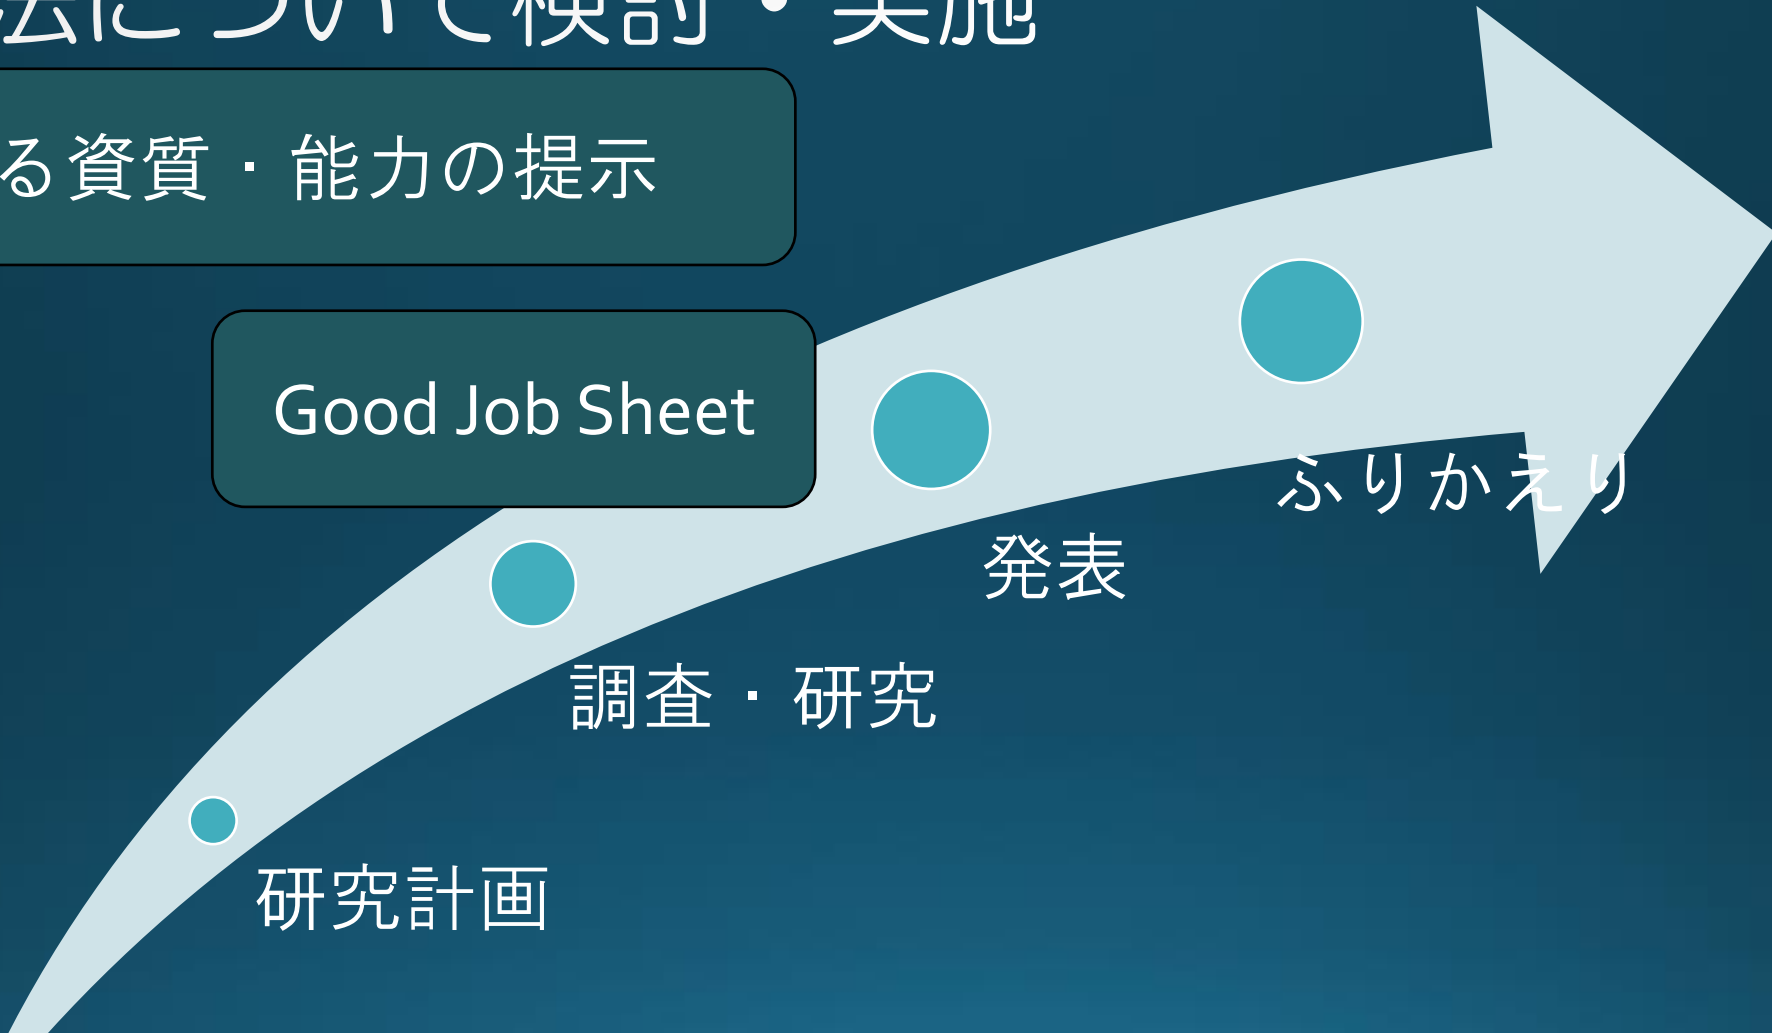 法について検討・実施
る資質・能力の提示
Good Job Sheet
ふりかえり
発表
調査・研究
研究計画